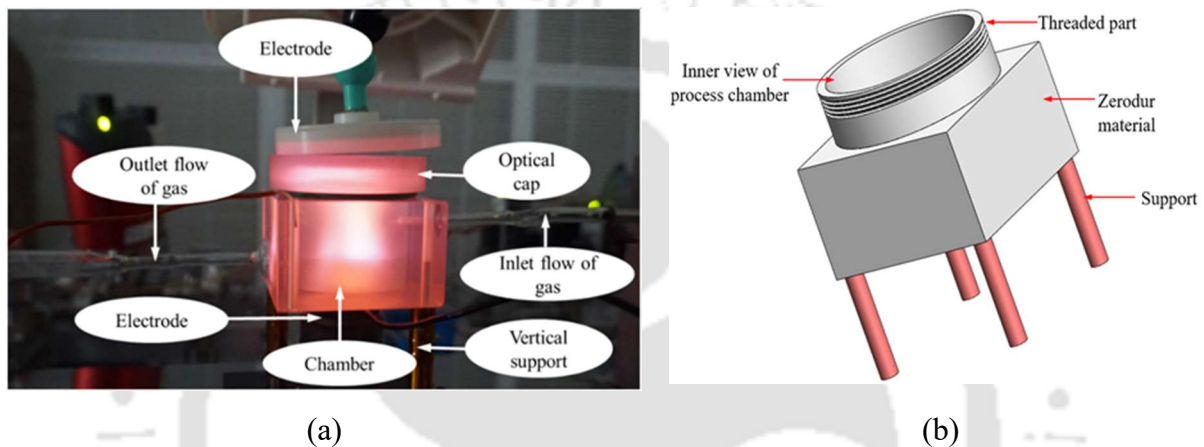 Electrode
Outlet flow
of gas
Optical
cap
Inlet flow of
gas
Electrode
Chamber
Vertical
support
(a)
Threaded part
Inner view of
process chamber
Zerodur
material
Support
(b)